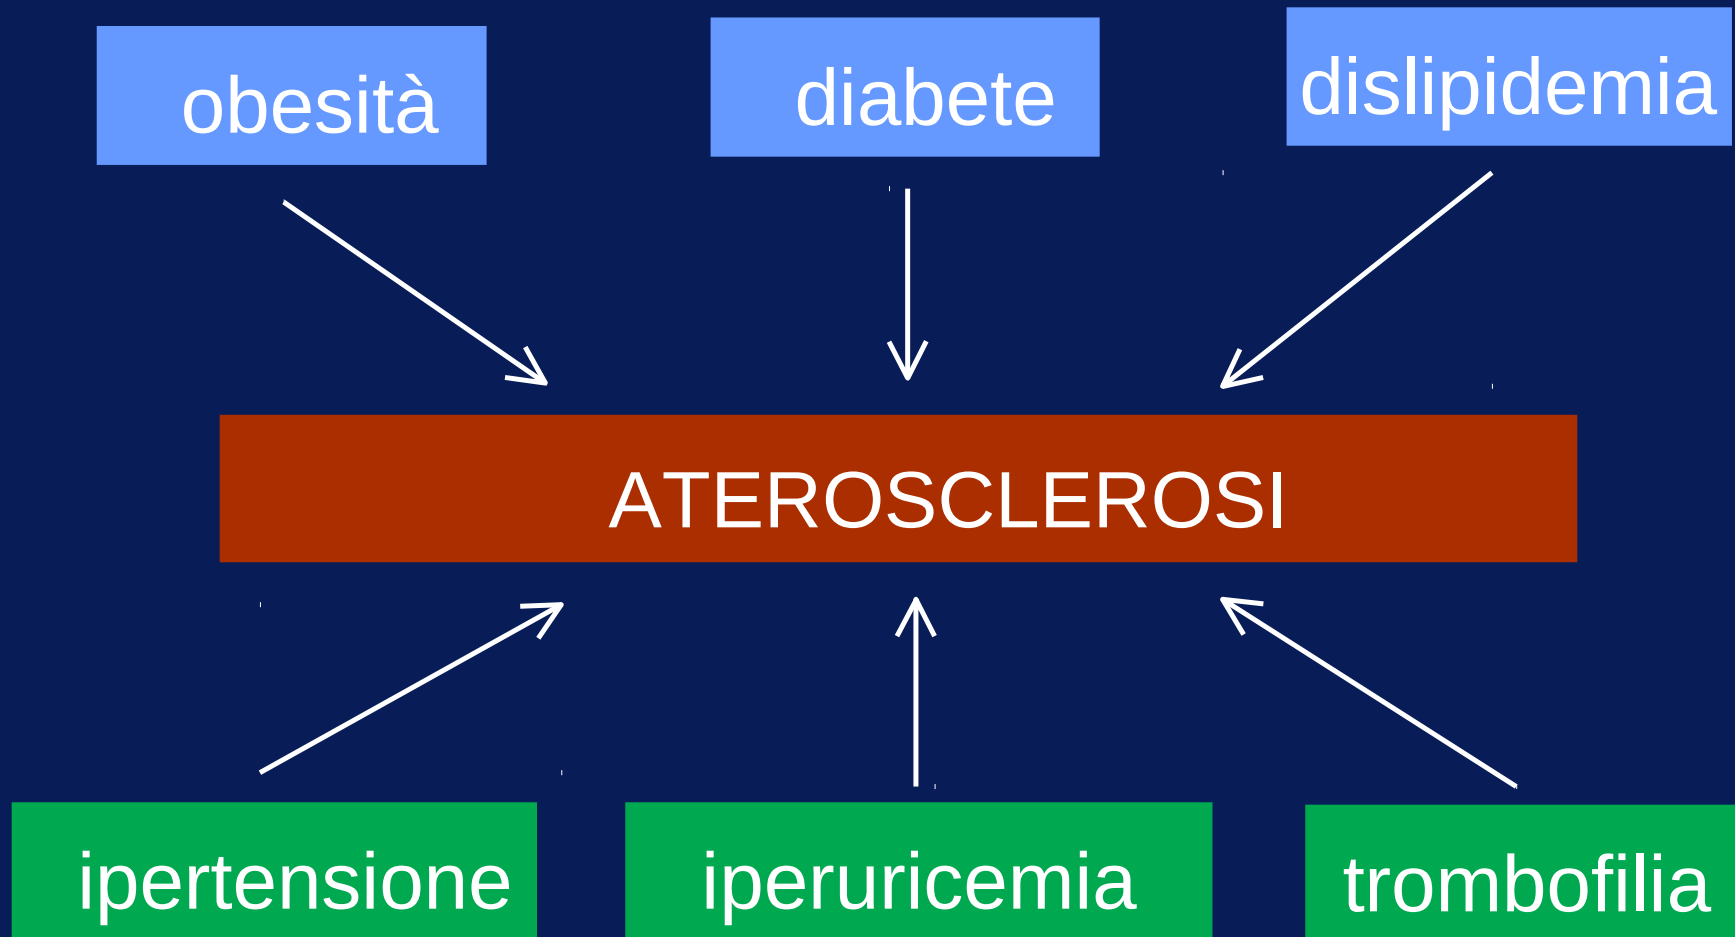 obesità
diabete
dislipidemia
ATEROSCLEROSI
ipertensione
iperuricemia
trombofilia